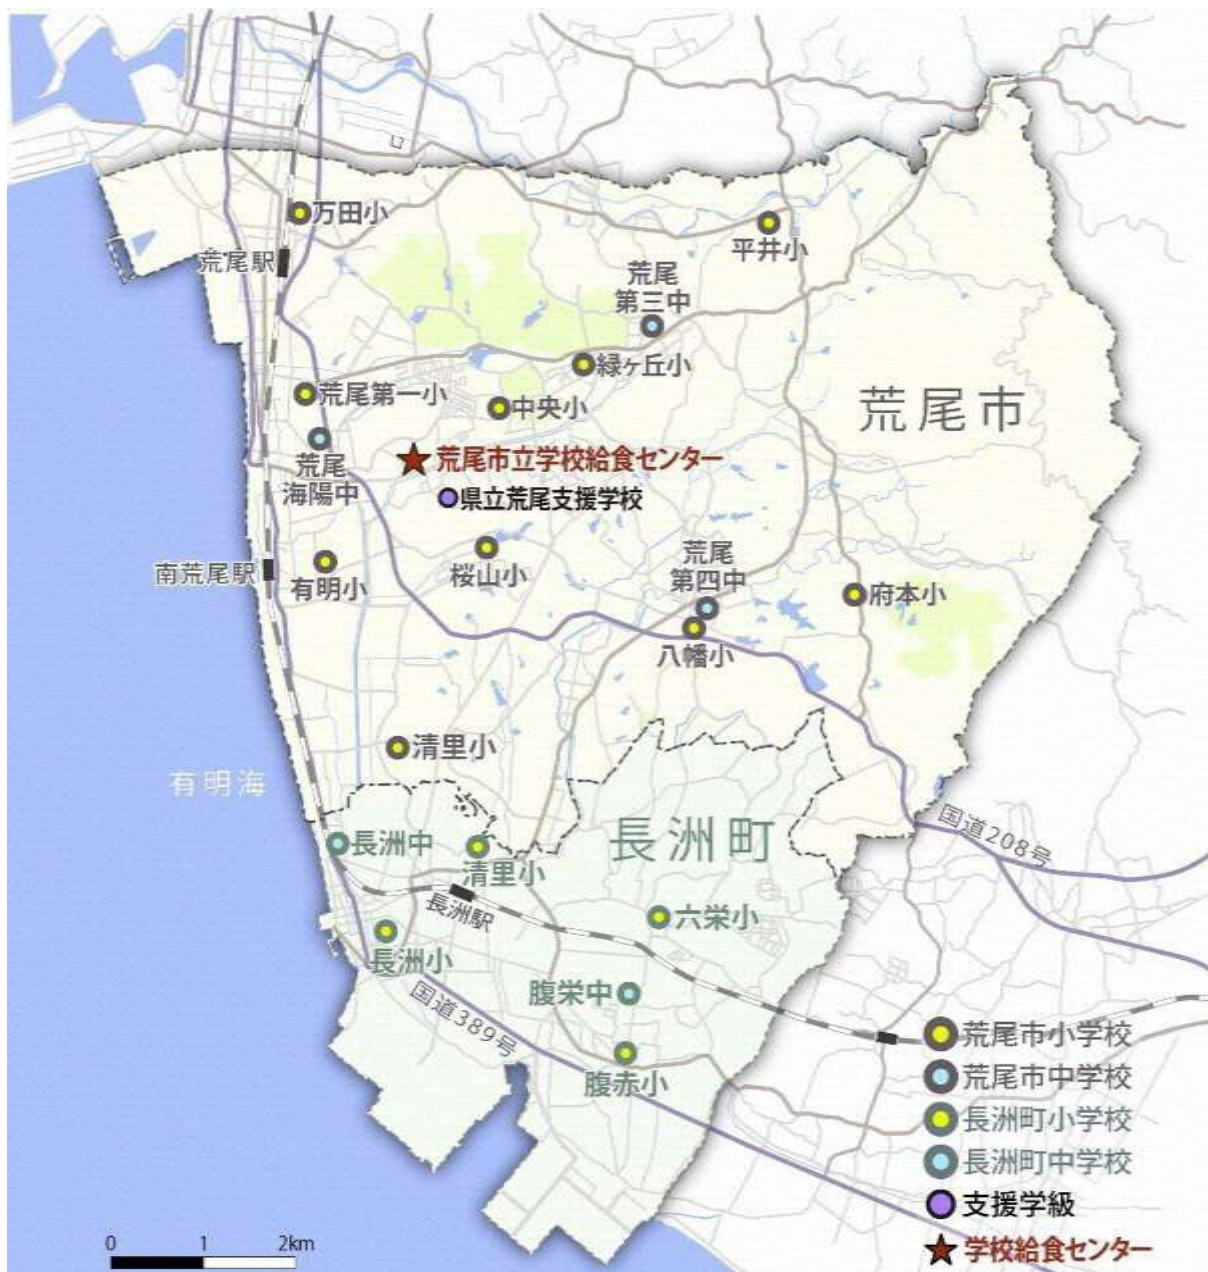 万田小
荒尾駅
平井小
荒尾
第三中
緑ヶ丘小
荒尾第一小
中央小
荒尾市
荒尾
海陽中
荒尾市立学校給食センター
県立荒尾支援学校
南荒尾駅
有明小
桜山小
荒尾
第四中
府本小
八幡小
清里小
有明海
長洲中
清里小
長洲町
国道208号
長洲駅
六栄小
長洲小
腹栄中
国道389号
腹赤小
荒尾市小学校
荒尾市中学校
長洲町小学校
長洲町中学校
支援学級
学校給食センター
0 1 2km